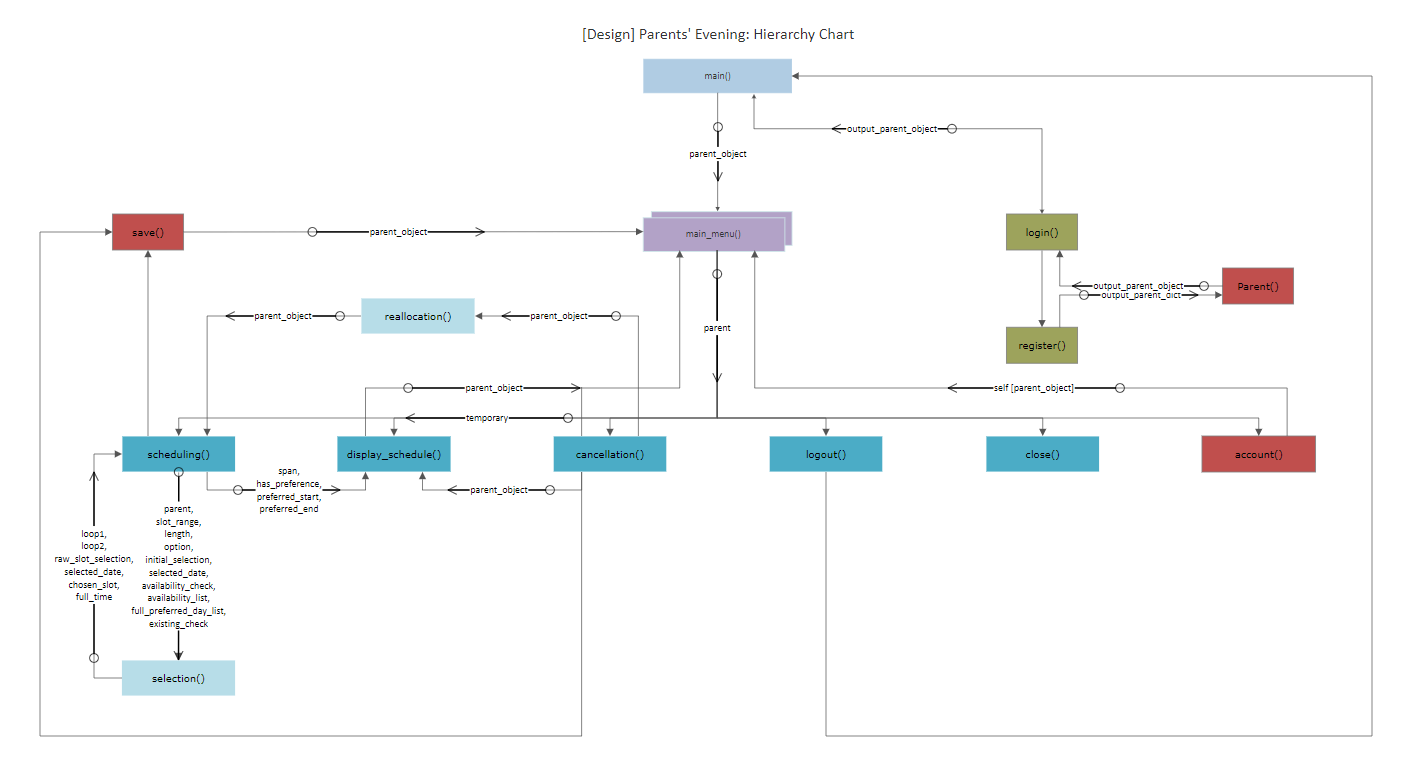 [Design] Parents' Evening: Hierarchy Chart
main()
output_parent_object
parent_object
save()
parent_object
main_menu()
login()
output_parent_object
output_parent_dict
Parent()
parent_object
reallocation()
parent_object
parent
register()
parent_object
self [parent_object]
temporary
scheduling()
display_schedule()
cancellation()
logout()
close()
account()
span,
has_preference,
preferred_start,
preferred_end
parent_object
loop1,
loop2,
raw_slot_selection,
selected_date,
chosen_slot,
full_time
parent,
slot_range,
length,
option,
initial_selection,
selected_date,
availability_check,
availability_list,
full_preferred_day_list,
existing_check
selection()